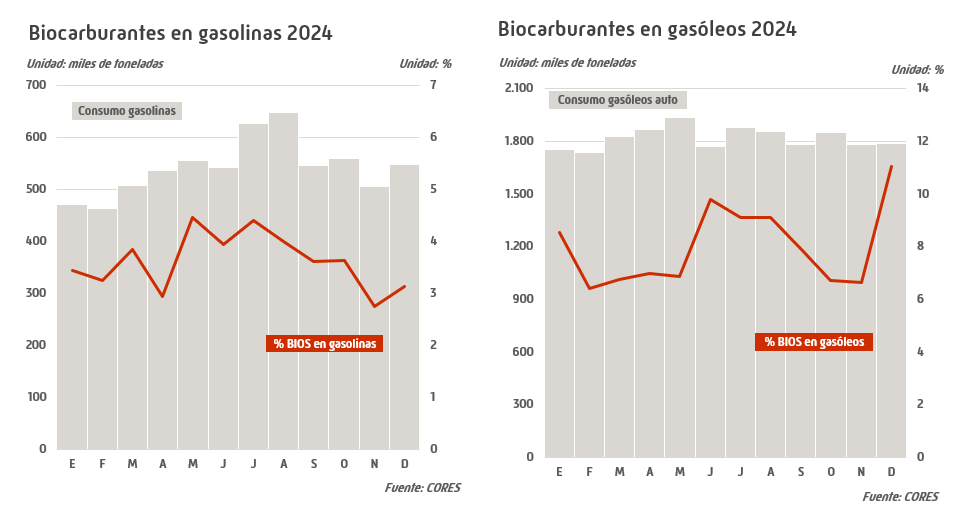 Biocarburantes en gasolinas 2024
Unidad: miles de toneladas
Unidad: %
700
600
500
400
300
200
100
0
7
6
5
4
3
2
1
0
Consumo gasolinas
% BIOS en gasolinas
E F M A M J J A S O N D
Fuente: CORES
Biocarburantes en gasóleos 2024
Unidad: miles de toneladas
Unidad: %
2.100
1.800
1.500
1.200
900
600
300
0
14
12
10
8
6
4
2
0
Consumo gasóleos auto
% BIOS en gasóleos
E F M A M J J A S O N D
Fuente: CORES